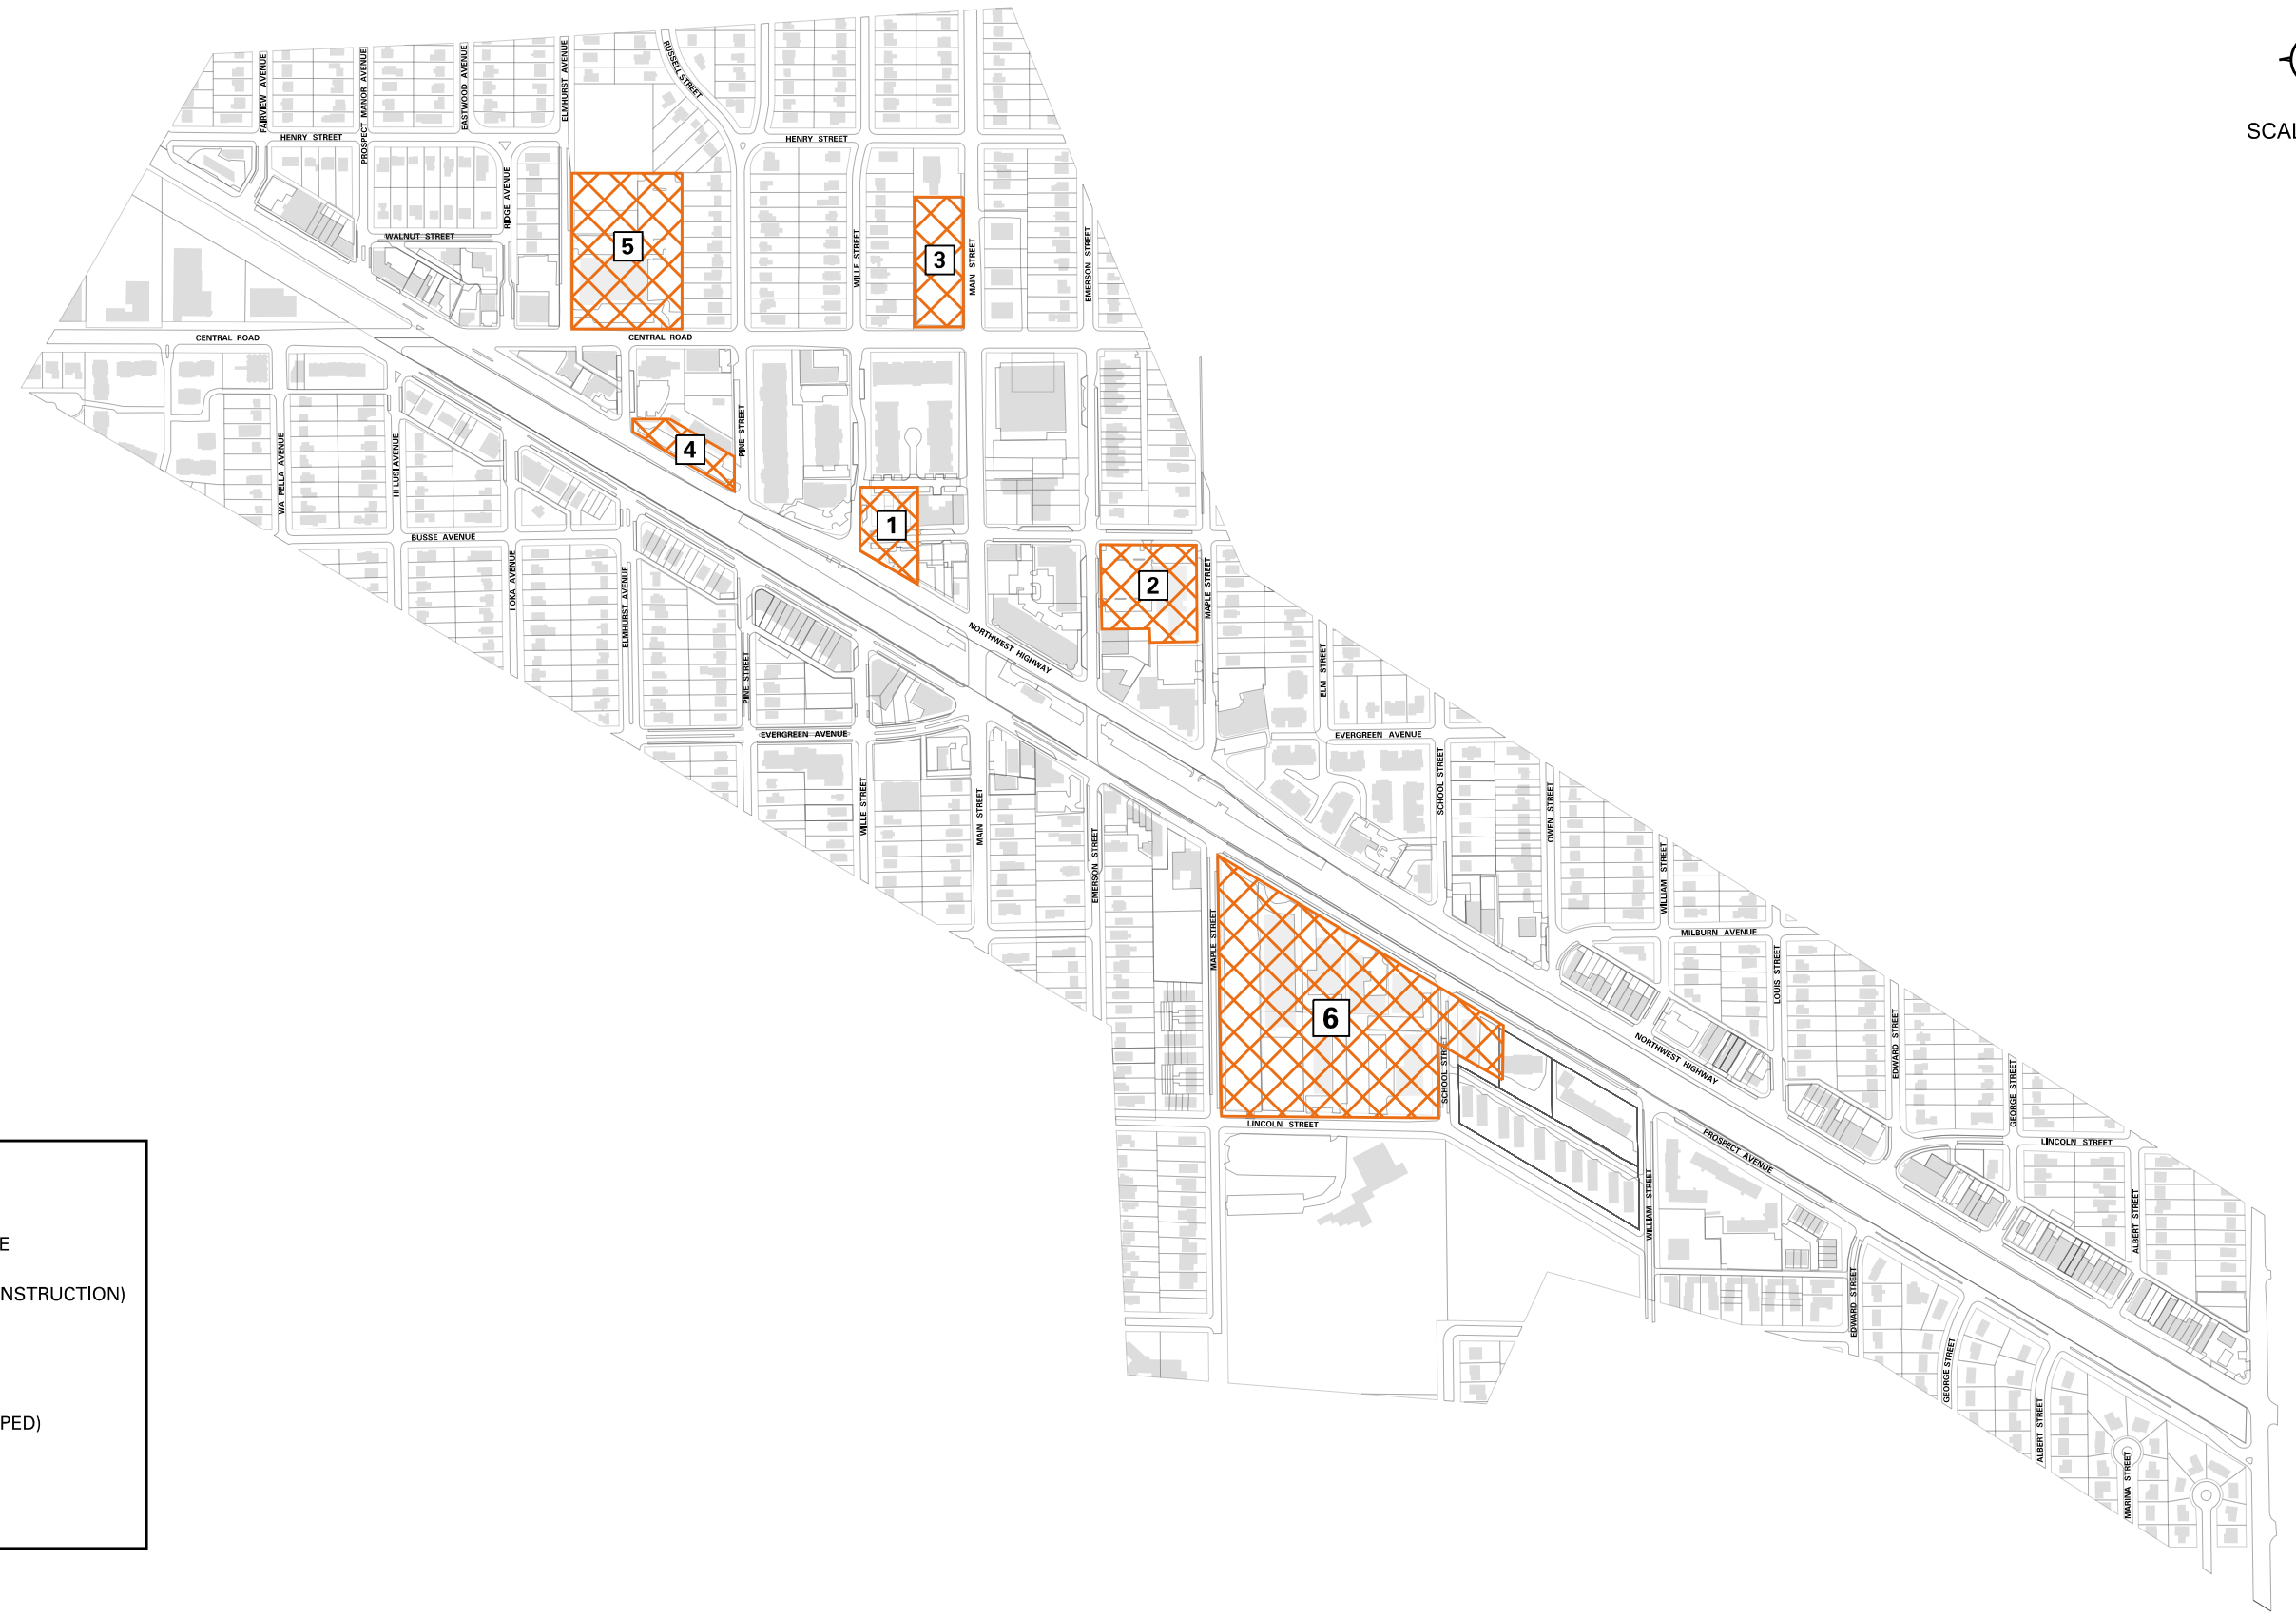 FAIRVIEW AVENUE
PROSPECT MANOR AVENUE
EASTWOOD AVENUE
ELMHURST AVENUE
RUSSELL STREET
SCAL
HENRY STREET
HENRY STREET
RIDGE AVENUE
WALNUT STREET
5
3
WILLE STREET
MAIN STREET
EMERSON STREET
CENTRAL ROAD
CENTRAL ROAD
WA PELLA AVENUE
HI LUSI AVENUE
4
PINE STREET
1
BUSSE AVENUE
I OKA AVENUE
ELMHURST AVENUE
2
MAPLE STREET
NORTHWEST HIGHWAY
PINE STREET
ELM STREET
EVERGREEN AVENUE
EVERGREEN AVENUE
WILLE STREET
MAIN STREET
EMERSON STREET
SCHOOL STREET
OWEN STREET
WILLIAM STREET
MAPLE STREET
MILBURN AVENUE
LOUIS STREET
6
SCHOOL STREET
NORTHWEST HIGHWAY
EDWARD STREET
GEORGE STREET
LINCOLN STREET
PROSPECT AVENUE
LINCOLN STREET
WILLIAM STREET
ALBERT STREET
E
NSTRUCTION)
EDWARD STREET
GEORGE STREET
PED)
ALBERT STREET
MARINA STREET